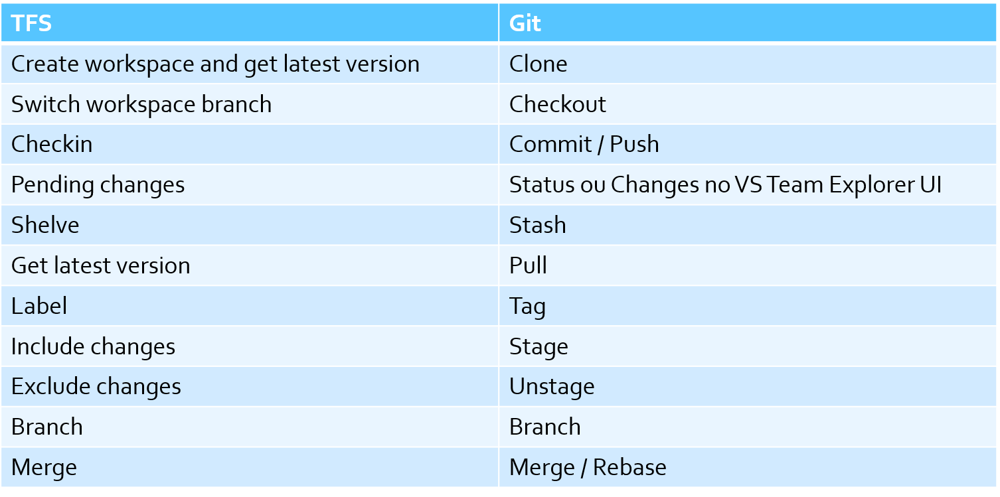 TFS Git
Create workspace and get latest version Clone
Switch workspace branch Checkout
Checkin Commit / Push
Pending changes Status ou Changes no VS Team Explorer UI
Shelve Stash
Get latest version Pull
Label Tag
Include changes Stage
Exclude changes Unstage
Branch Branch
Merge Merge / Rebase